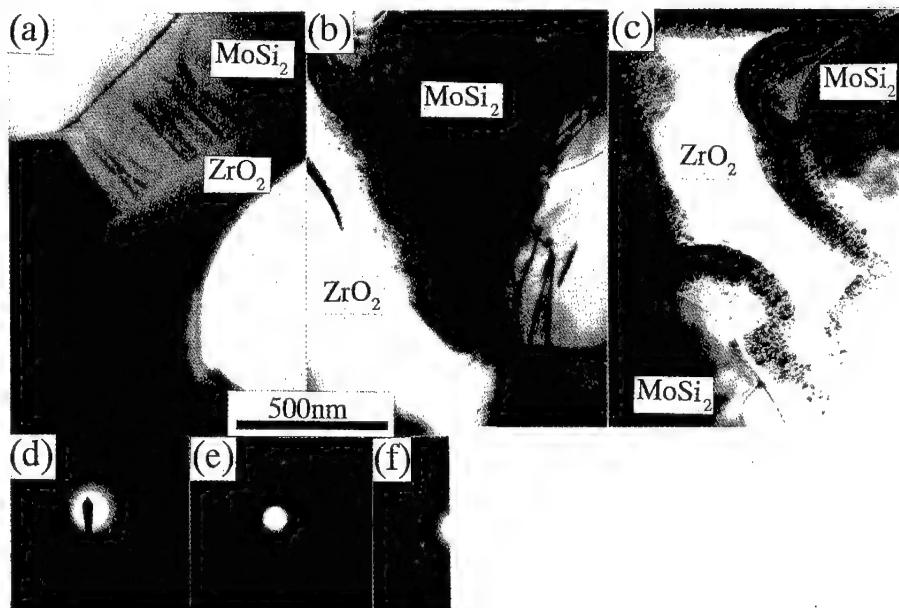 (a)
MoSi₂
ZrO₂
(b)
MoSi₂
ZrO₂
500nm
(c)
MoSi₂
ZrO₂
MoSi₂
(d)
(e)
(f)